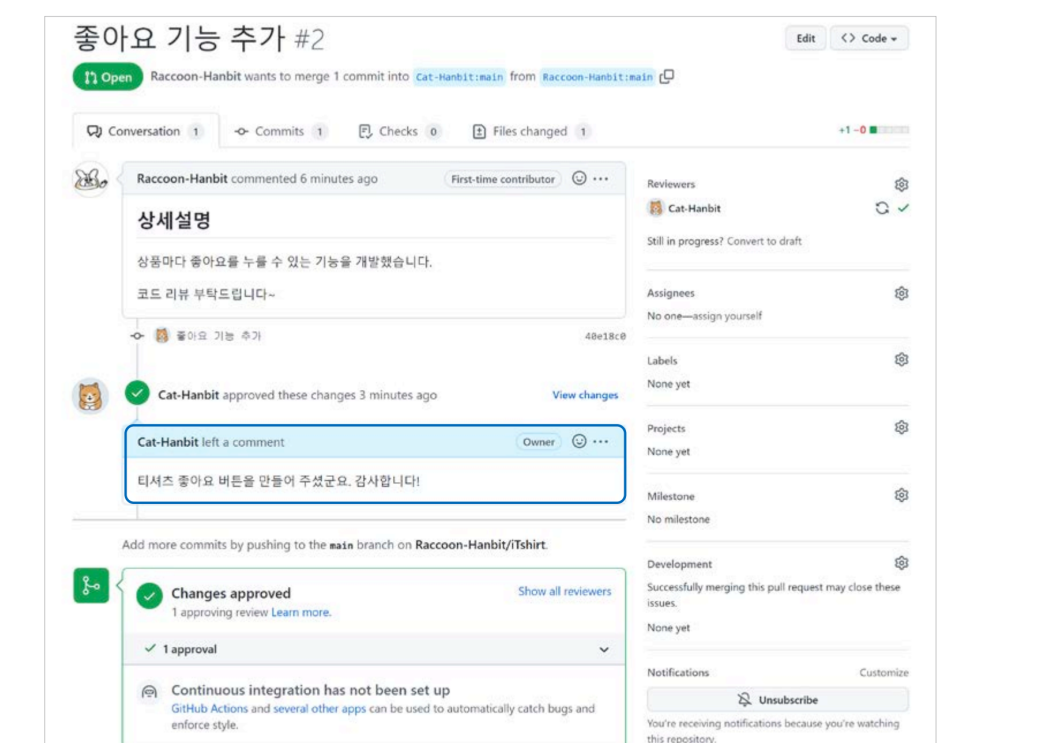 좋아요 기능 추가 #2
Edit
<> Code
Open
Raccoon-Hanbit wants to merge 1 commit into Cat-Hanbit:main from Raccoon-Hanbit:main
Conversation 1
Commits 1
Checks 0
Files changed 1
+1 −0
Raccoon-Hanbit commented 6 minutes ago
First-time contributor
상세설명
상품마다 좋아요를 누를 수 있는 기능을 개발했습니다.
코드 리뷰 부탁드립니다~
좋아요 기능 추가
40e18c0
Cat-Hanbit approved these changes 3 minutes ago
View changes
Cat-Hanbit left a comment
Owner
티셔츠 좋아요 버튼을 만들어 주셨군요. 감사합니다!
Add more commits by pushing to the main branch on Raccoon-Hanbit/iTshirt.
Changes approved
Show all reviewers
1 approving review Learn more.
1 approval
Continuous integration has not been set up
GitHub Actions and several other apps can be used to automatically catch bugs and
enforce style.
Reviewers
Cat-Hanbit
Still in progress? Convert to draft
Assignees
No one—assign yourself
Labels
None yet
Projects
None yet
Milestone
No milestone
Development
Successfully merging this pull request may close these
issues.
None yet
Notifications
Customize
Unsubscribe
You're receiving notifications because you're watching
this repository.